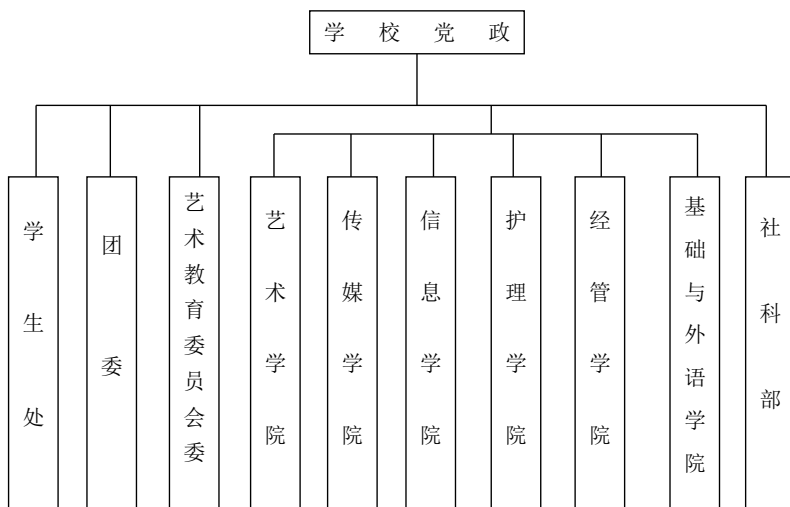 学校党政
学生处
团委
艺术教育委员会委
艺术学院
传媒学院
信息学院
护理学院
经管学院
基础与外语学院
社科部